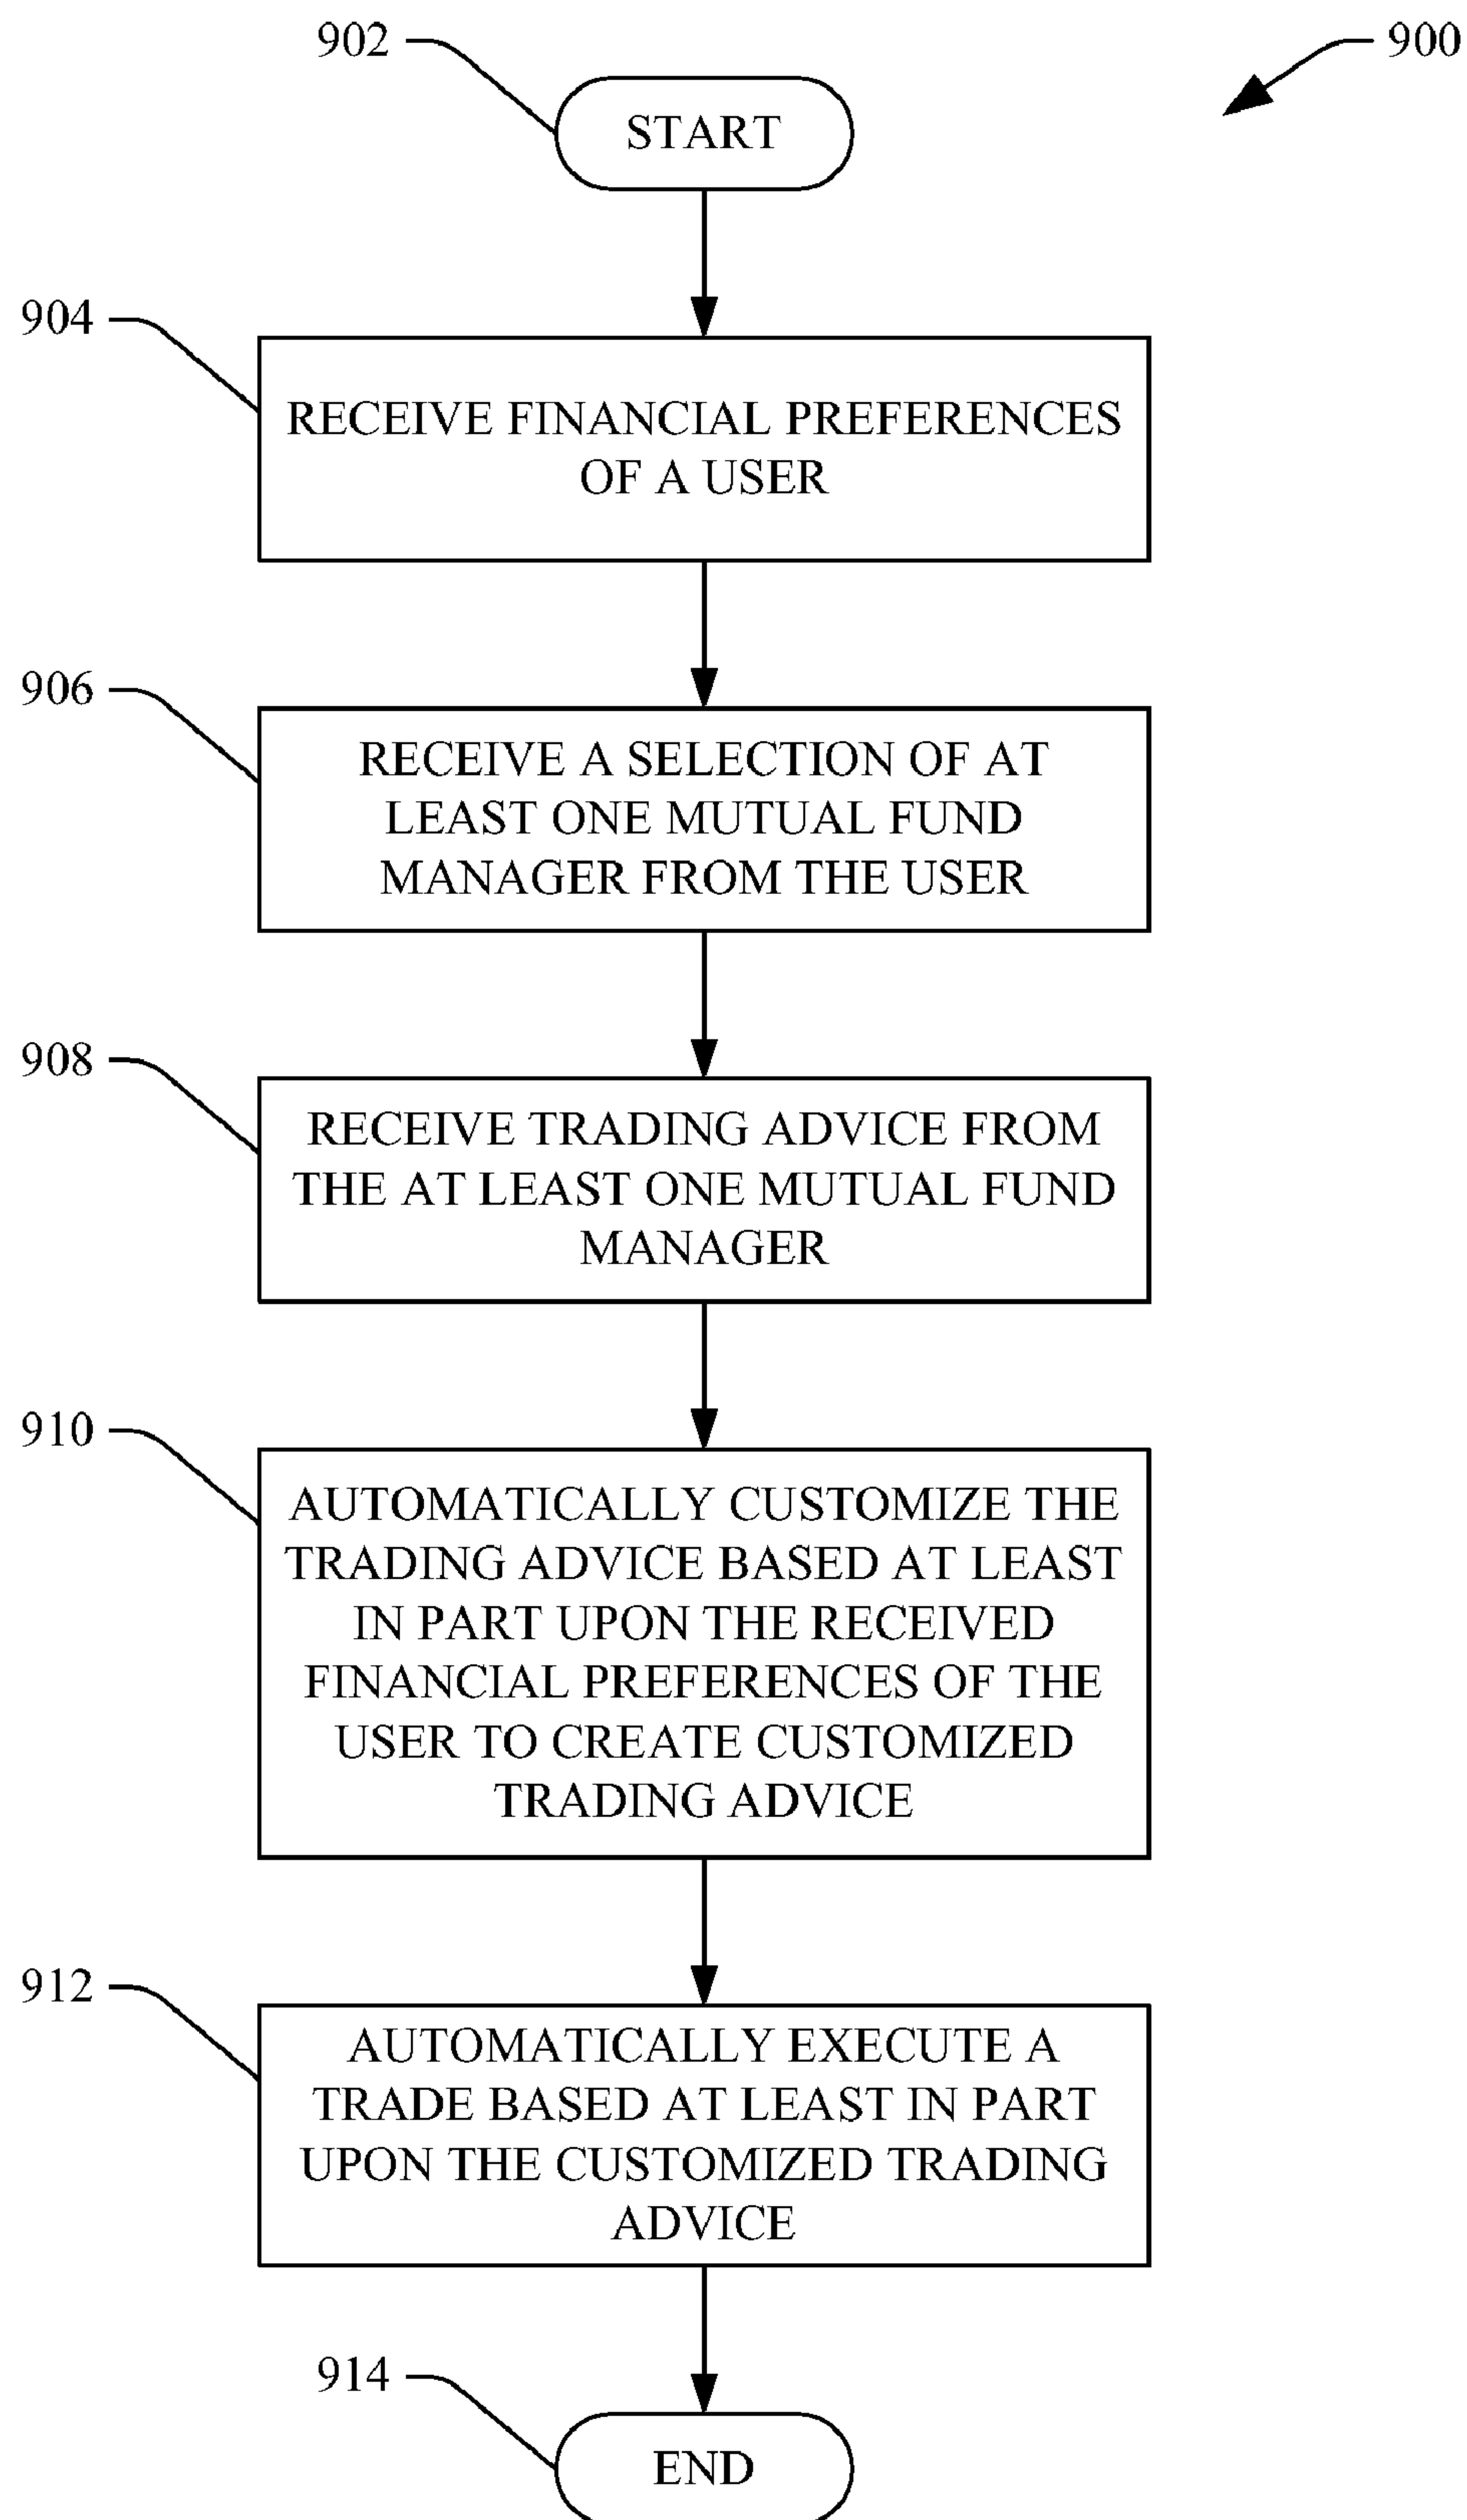 902
900
START
904
RECEIVE FINANCIAL PREFERENCES
OF A USER
906
RECEIVE A SELECTION OF AT
LEAST ONE MUTUAL FUND
MANAGER FROM THE USER
908
RECEIVE TRADING ADVICE FROM
THE AT LEAST ONE MUTUAL FUND
MANAGER
910
AUTOMATICALLY CUSTOMIZE THE
TRADING ADVICE BASED AT LEAST
IN PART UPON THE RECEIVED
FINANCIAL PREFERENCES OF THE
USER TO CREATE CUSTOMIZED
TRADING ADVICE
912
AUTOMATICALLY EXECUTE A
TRADE BASED AT LEAST IN PART
UPON THE CUSTOMIZED TRADING
ADVICE
914
END